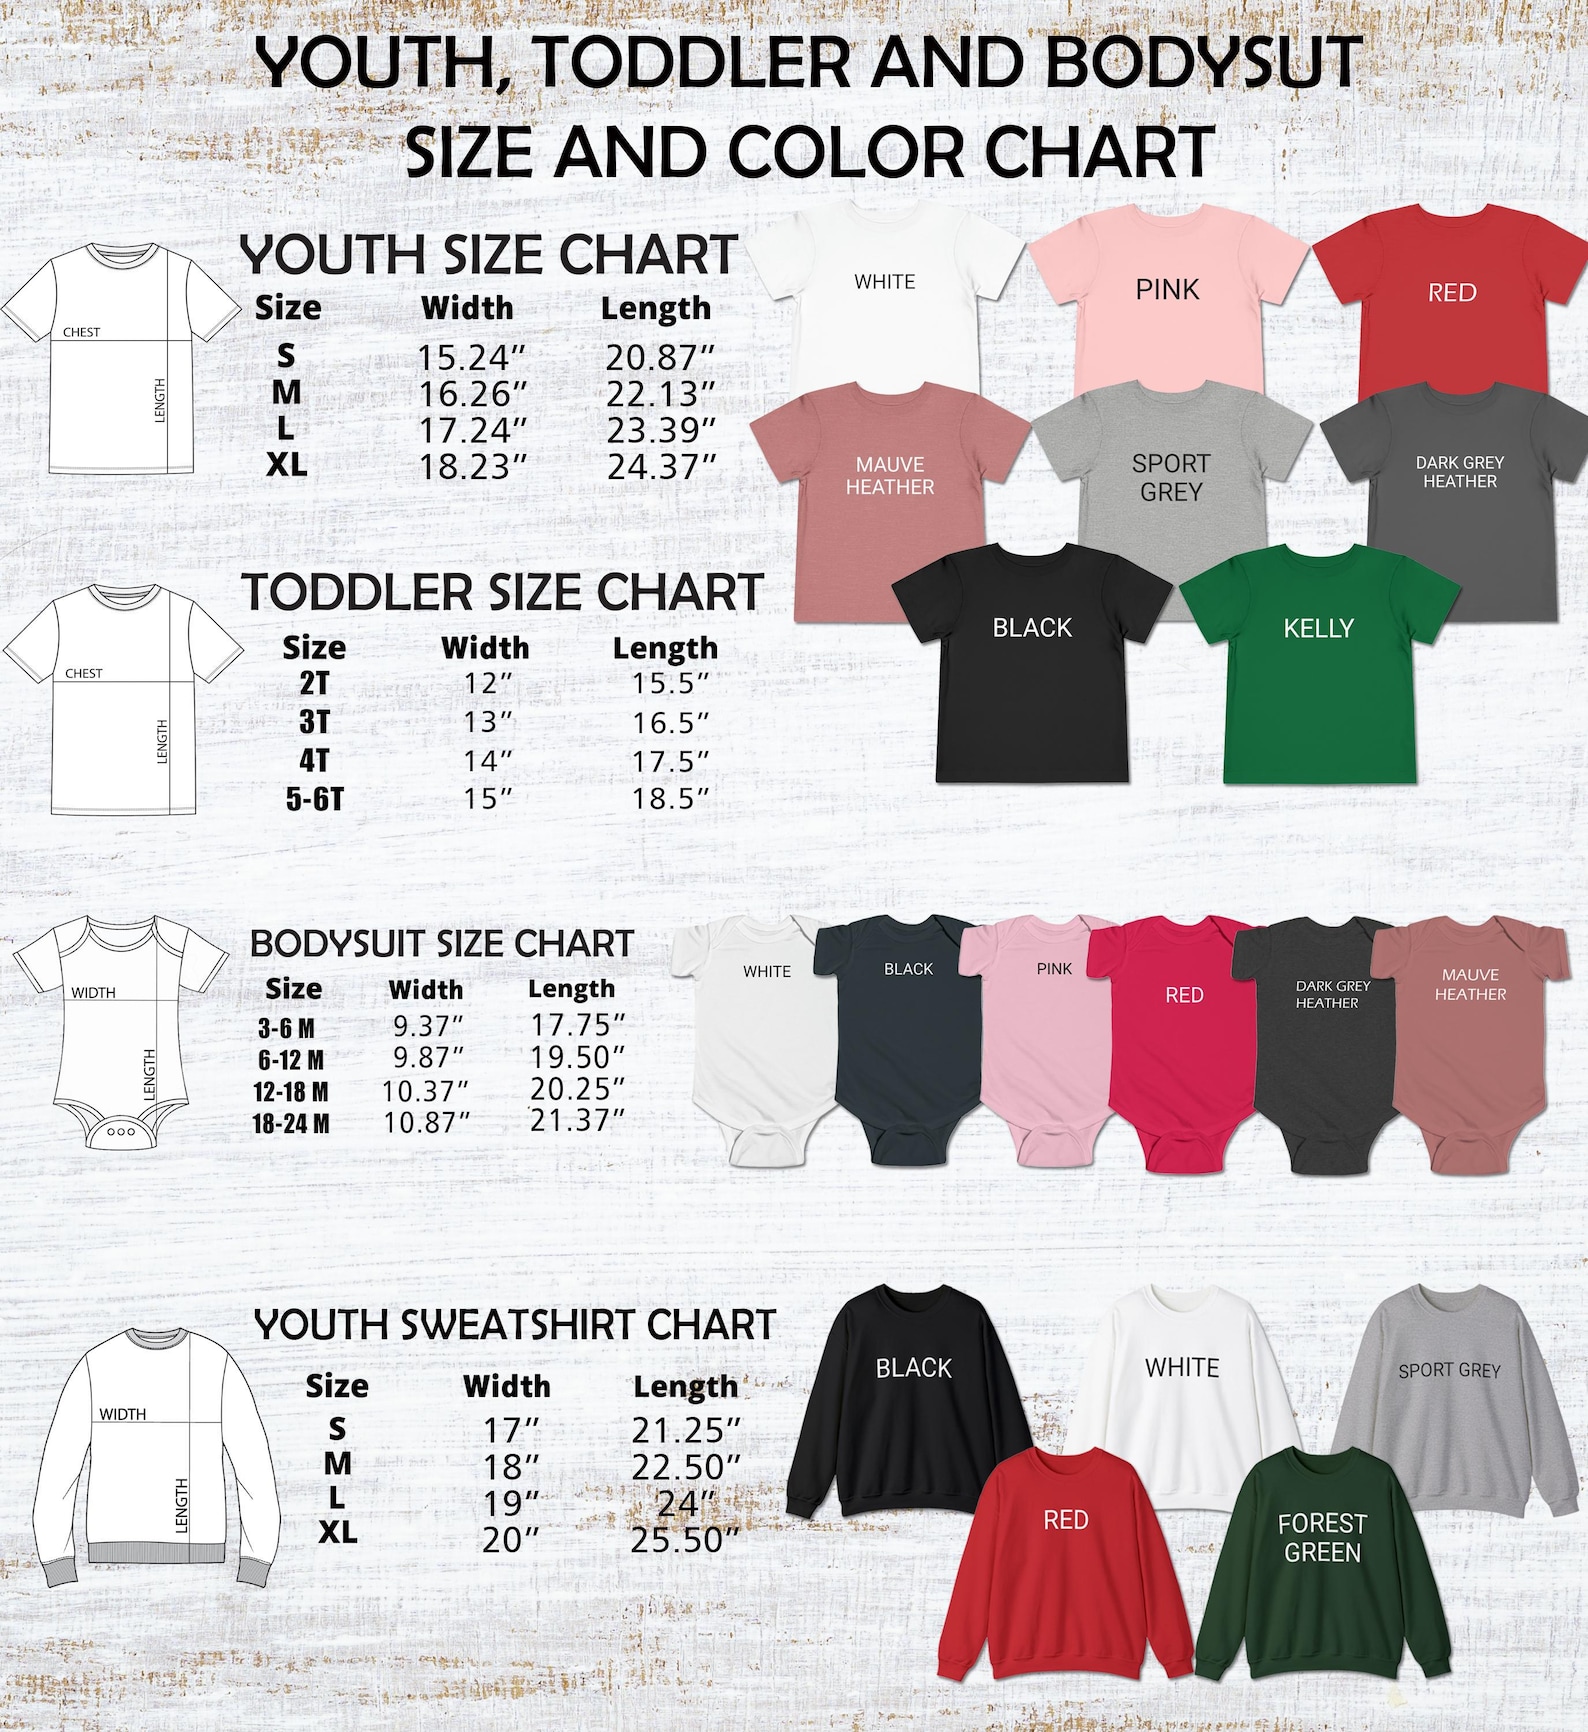 YOUTH, TODDLER AND BODYSUT
SIZE AND COLOR CHART
YOUTH SIZE CHART
Size Width Length
S 15.24" 20.87"
M 16.26" 22.13"
L 17.24" 23.39"
XL 18.23" 24.37"
CHEST
LENGTH
WHITE
PINK
RED
MAUVE
HEATHER
SPORT
GREY
DARK GREY
HEATHER
BLACK
KELLY
TODDLER SIZE CHART
Size Width Length
2T 12" 15.5"
3T 13" 16.5"
4T 14" 17.5"
5-6T 15" 18.5"
CHEST
LENGTH
BODYSUIT SIZE CHART
Size Width Length
3-6 M 9.37" 17.75"
6-12 M 9.87" 19.50"
12-18 M 10.37" 20.25"
18-24 M 10.87" 21.37"
WIDTH
LENGTH
WHITE
BLACK
PINK
RED
DARK GREY
HEATHER
MAUVE
HEATHER
YOUTH SWEATSHIRT CHART
Size Width Length
S 17" 21.25"
M 18" 22.50"
L 19" 24"
XL 20" 25.50"
WIDTH
LENGTH
BLACK
WHITE
SPORT GREY
RED
FOREST
GREEN